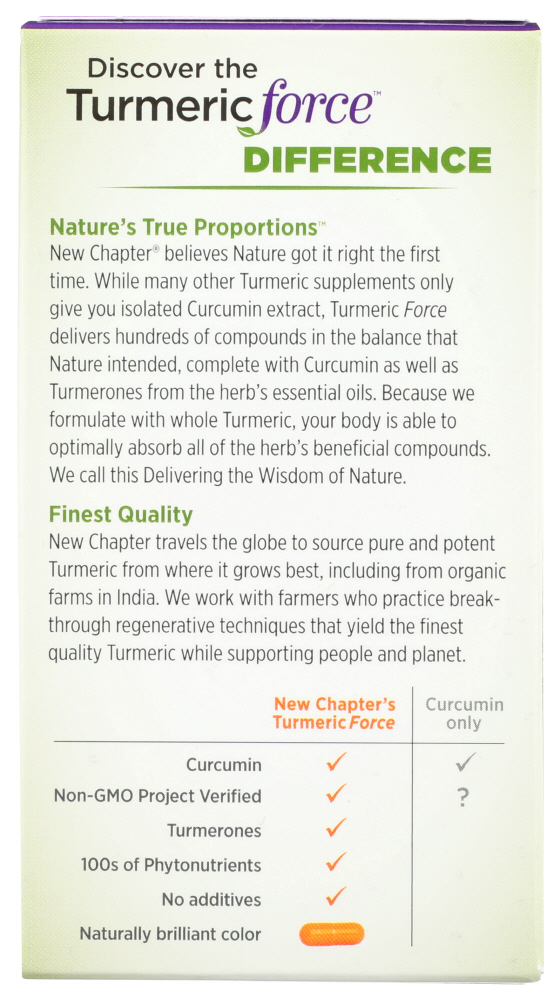 Discover the
Turmeric force™
DIFFERENCE
Nature's True Proportions™
New Chapter® believes Nature got it right the first
time. While many other Turmeric supplements only
give you isolated Curcumin extract, Turmeric Force
delivers hundreds of compounds in the balance that
Nature intended, complete with Curcumin as well as
Turmerones from the herb's essential oils. Because we
formulate with whole Turmeric, your body is able to
optimally absorb all of the herb's beneficial compounds.
We call this Delivering the Wisdom of Nature.
Finest Quality
New Chapter travels the globe to source pure and potent
Turmeric from where it grows best, including from organic
farms in India. We work with farmers who practice break-
through regenerative techniques that yield the finest
quality Turmeric while supporting people and planet.
New Chapter's Curcumin
Turmeric Force only
Curcumin ✓ ✓
Non-GMO Project Verified ✓ ?
Turmerones ✓
100s of Phytonutrients ✓
No additives ✓
Naturally brilliant color